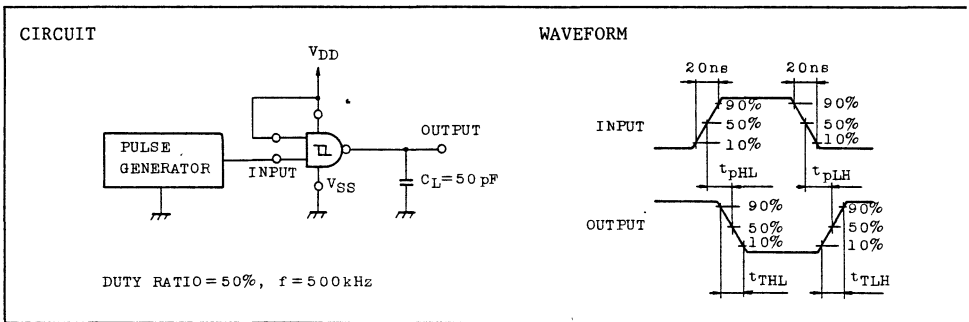 CIRCUIT
VDD
PULSE
GENERATOR
INPUT
VSS
OUTPUT
CL=50pF
DUTY RATIO=50%, f=500kHz
WAVEFORM
20ns 20ns
INPUT
90% 90%
50% 50%
10% 10%
tpHL tpLH
OUTPUT
90% 90%
50% 50%
10% 10%
tTHL tTLH